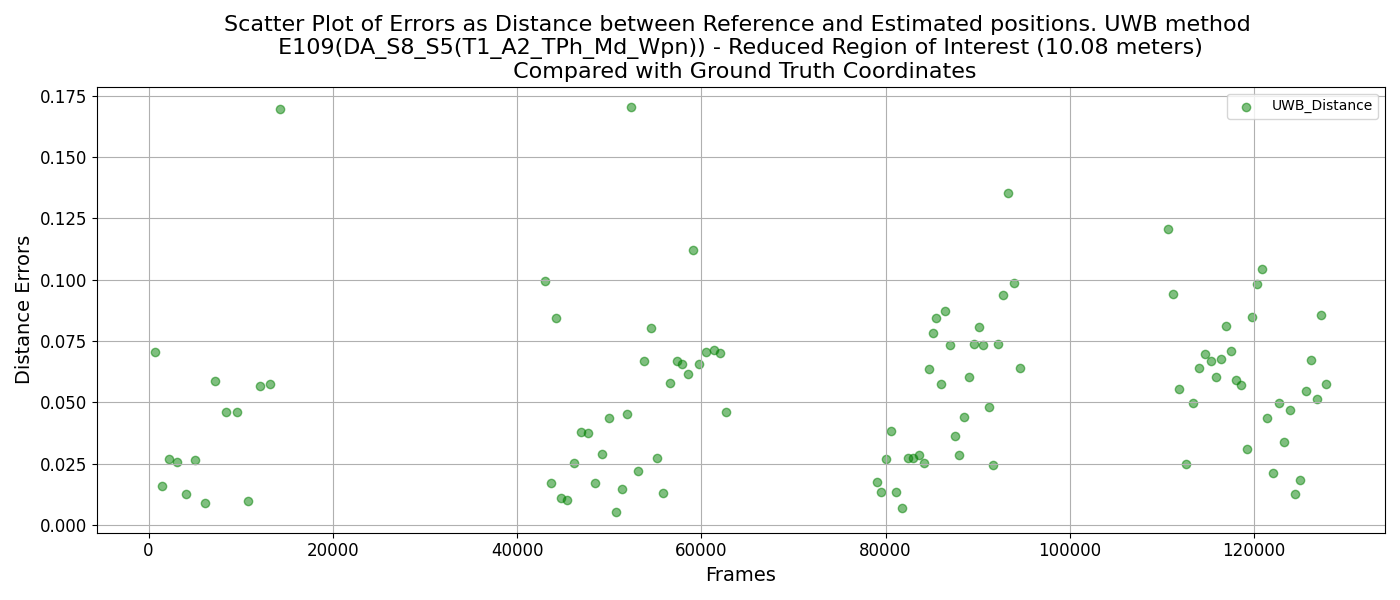 Scatter Plot of Errors as Distance between Reference and Estimated positions. UWB method
E109(DA_S8_S5(T1_A2_TPh_Md_Wpn)) - Reduced Region of Interest (10.08 meters)
Compared with Ground Truth Coordinates
UWB_Distance
Distance Errors
0.175
0.150
0.125
0.100
0.075
0.050
0.025
0.000
0 20000 40000 60000 80000 100000 120000
Frames